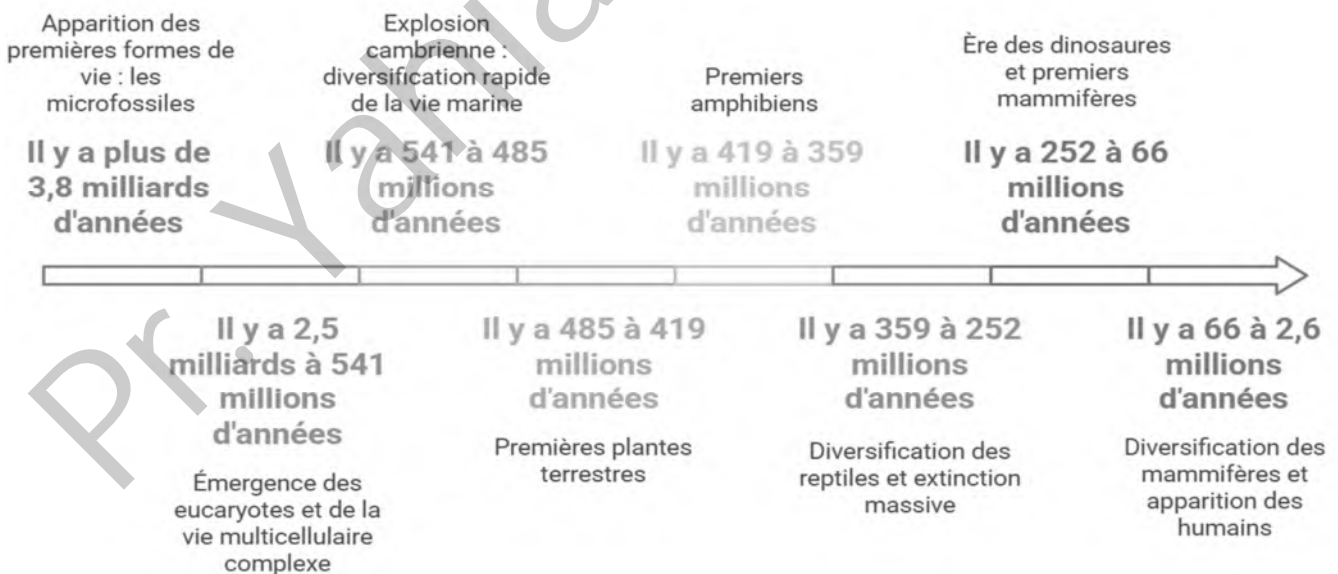 Apparition des
premières formes de
vie : les
microfossiles
Il y a plus de
3,8 milliards
d'années
Explosion
cambrienne :
diversification rapide
de la vie marine
Il y a 541 à 485
millions
d'années
Premiers
amphibiens
Il y a 419 à 359
millions
d'années
Ère des dinosaures
et premiers
mammifères
Il y a 252 à 66
millions
d'années
Il y a 2,5
milliards à 541
millions
d'années
Émergence des
eucaryotes et de la
vie multicellulaire
complexe
Il y a 485 à 419
millions
d'années
Premières plantes
terrestres
Il y a 359 à 252
millions
d'années
Diversification des
reptiles et extinction
massive
Il y a 66 à 2,6
millions
d'années
Diversification des
mammifères et
apparition des
humains